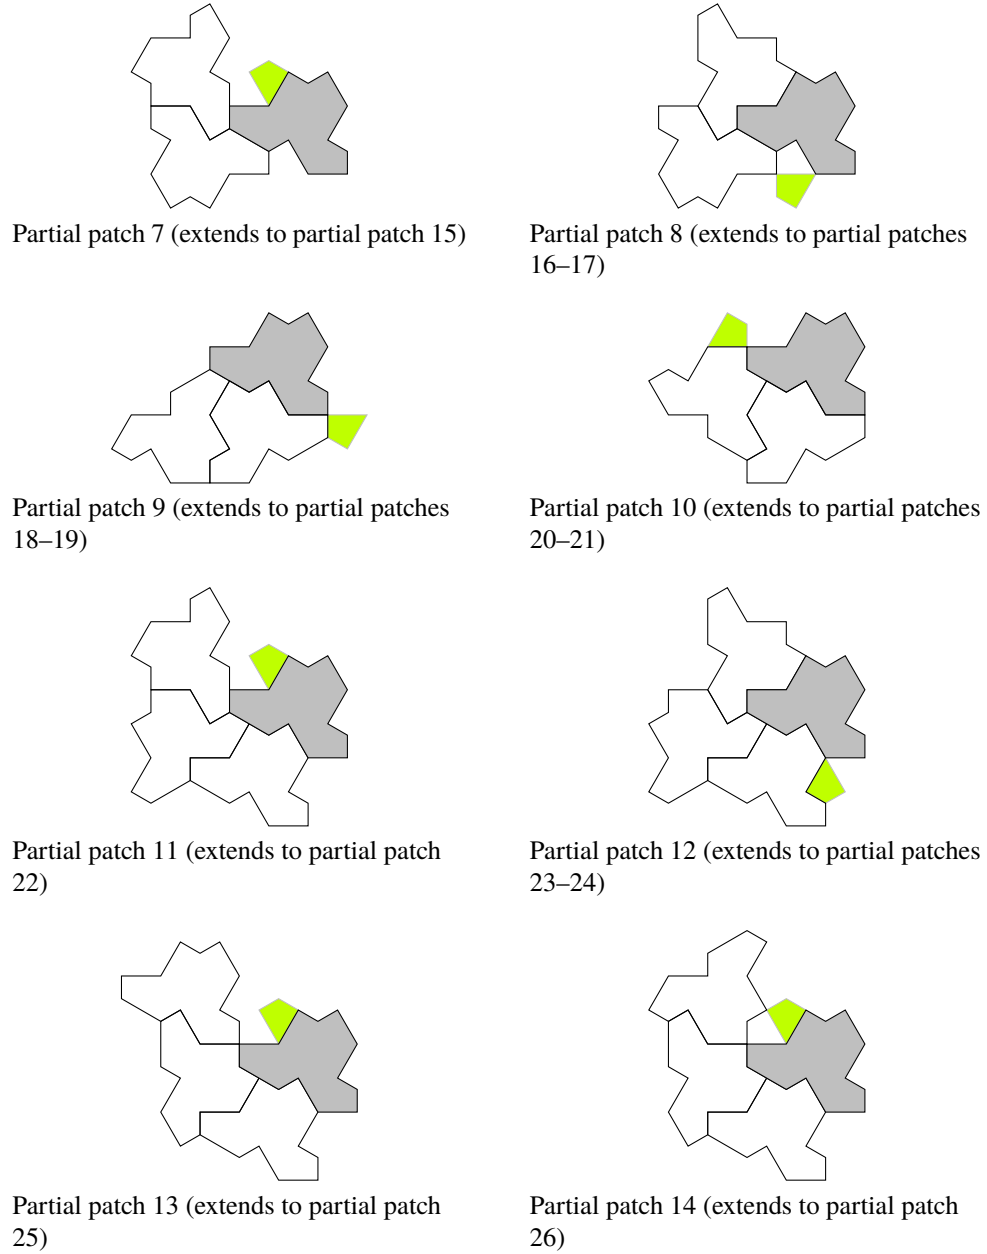 Partial patch 7 (extends to partial patch 15)
Partial patch 8 (extends to partial patches
16–17)
Partial patch 9 (extends to partial patches
18–19)
Partial patch 10 (extends to partial patches
20–21)
Partial patch 11 (extends to partial patch
22)
Partial patch 12 (extends to partial patches
23–24)
Partial patch 13 (extends to partial patch
25)
Partial patch 14 (extends to partial patch
26)